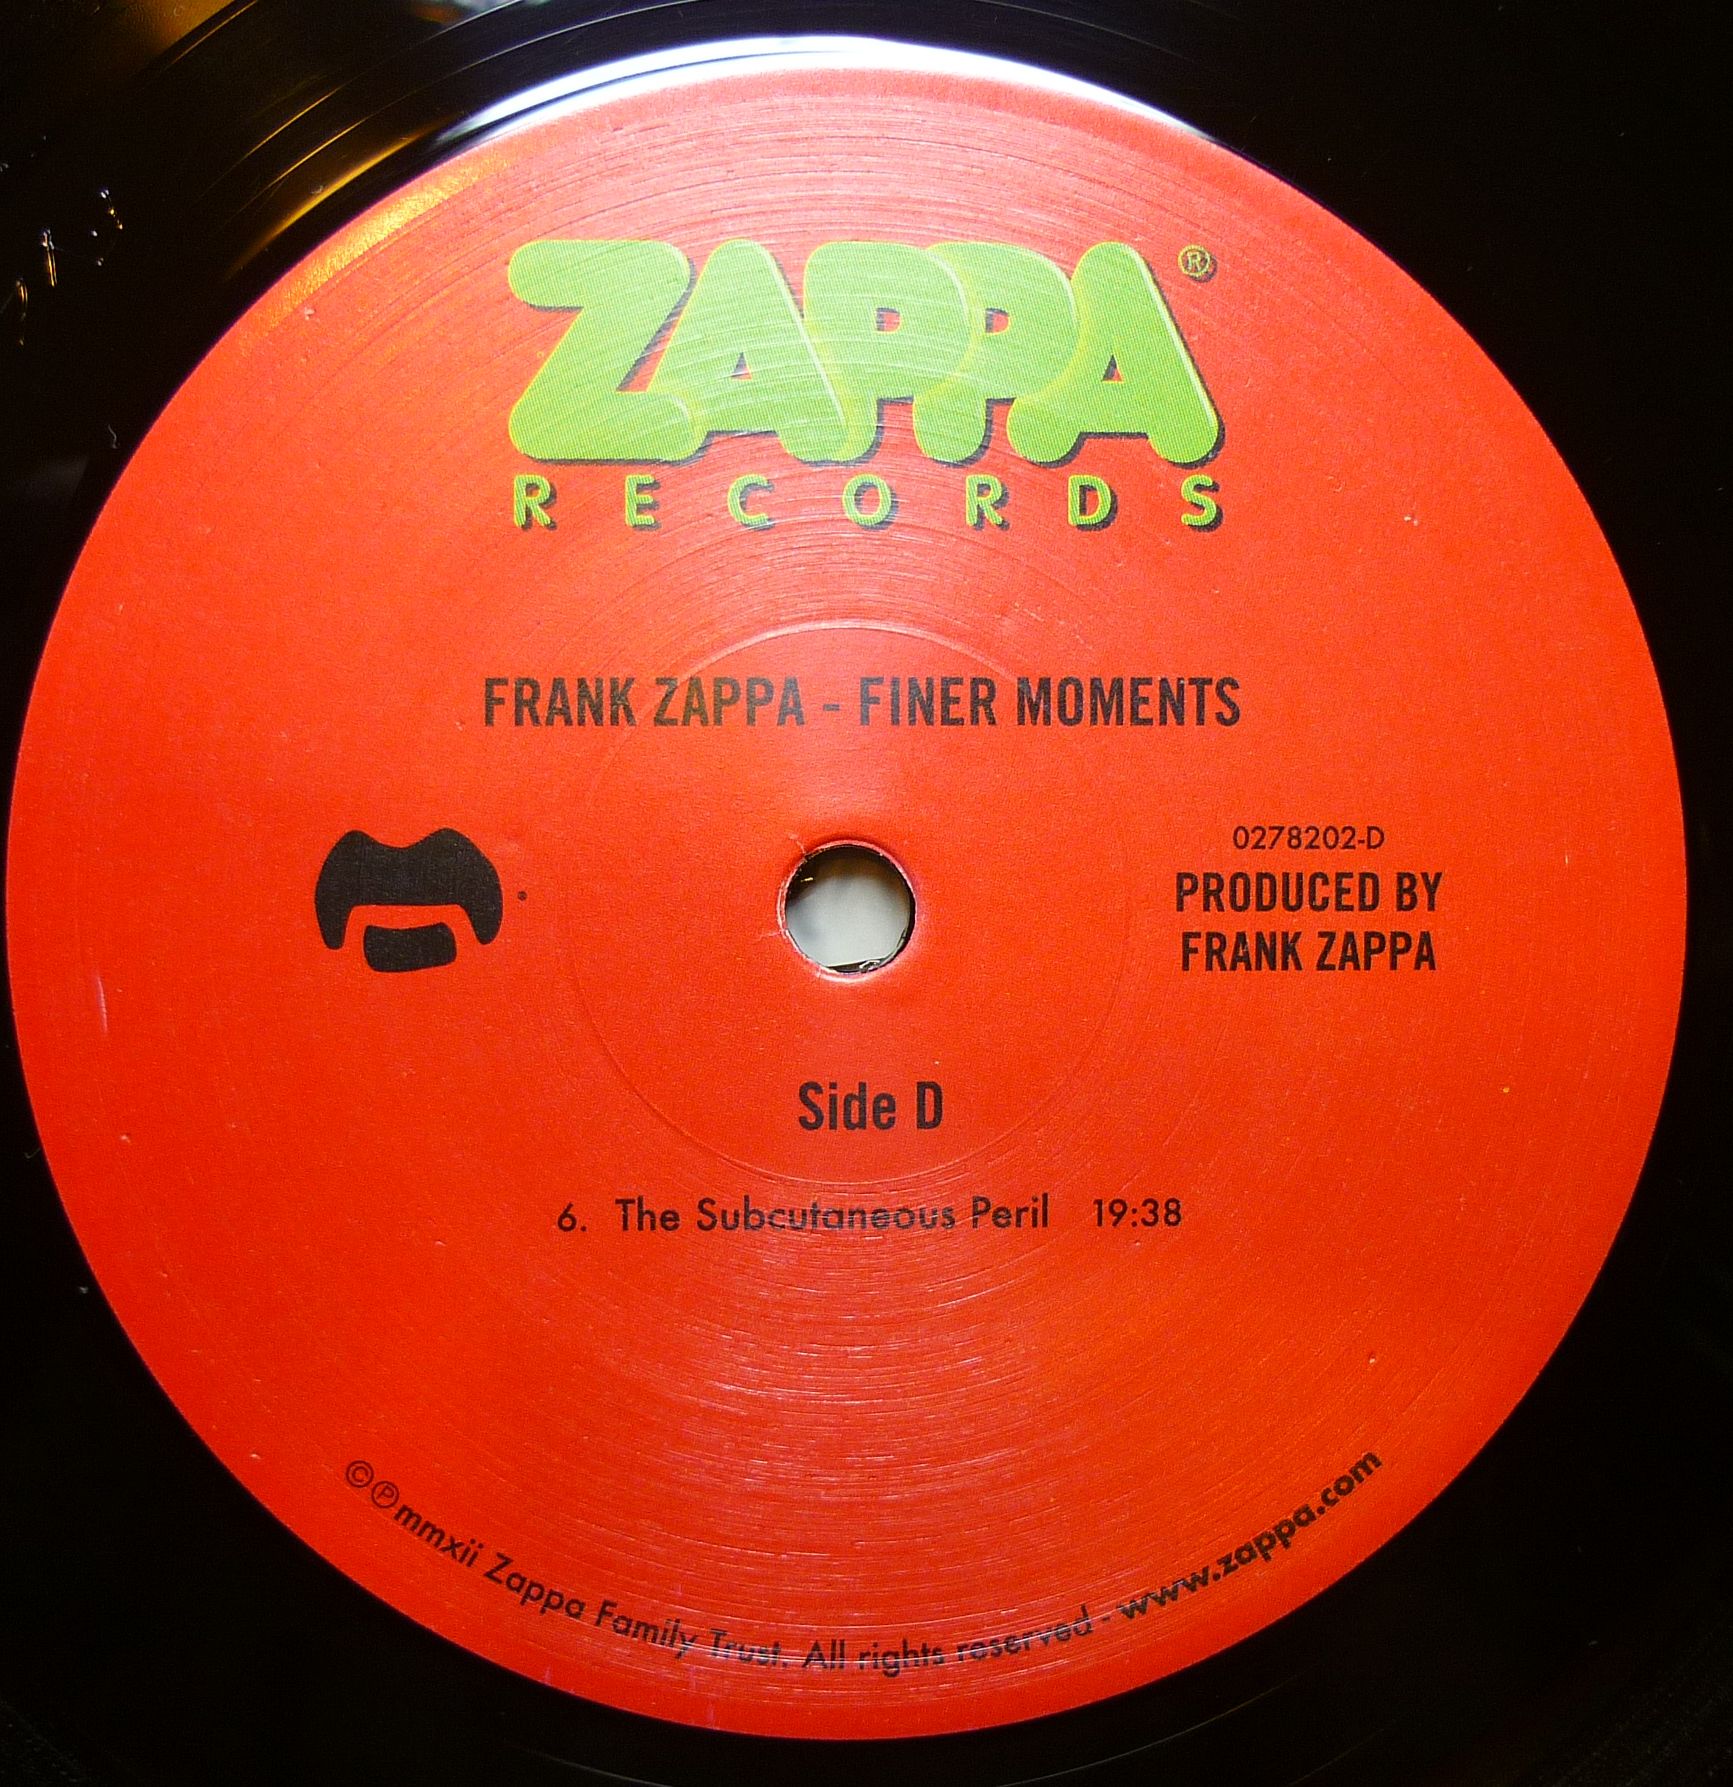 ZAPPA®
RECORDS
FRANK ZAPPA - FINER MOMENTS
0278202-D
PRODUCED BY
FRANK ZAPPA
Side D
6. The Subcutaneous Peril 19:38
©℗mmxii Zappa Family Trust. All rights reserved - www.zappa.com